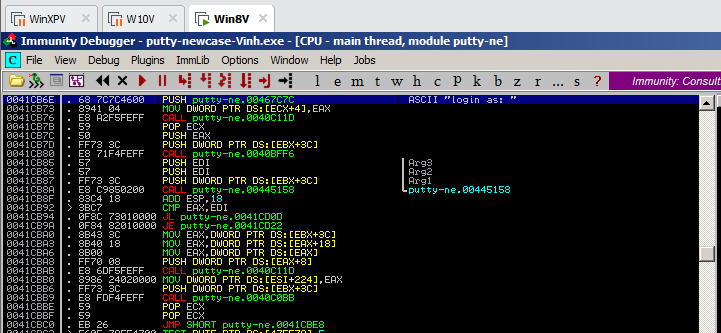 WinXPV W10V Win8V
Immunity Debugger - putty-newcase-Vinh.exe - [CPU - main thread, module putty-ne]
C File View Debug Plugins ImmLib Options Window Help Jobs
l e m t w h c p k b z r ... s ? Immunity: Consult
0041CB6E . 68 7C7C4600 PUSH putty-ne.00467C7C ASCII "login as: "
0041CB73 . 8941 04 MOV DWORD PTR DS:[ECX+4],EAX
0041CB76 . E8 A2F5FEFF CALL putty-ne.0040C11D
0041CB7B . 59 POP ECX
0041CB7C . 50 PUSH EAX
0041CB7D . FF73 3C PUSH DWORD PTR DS:[EBX+3C]
0041CB80 . E8 71F4FEFF CALL putty-ne.0040BFF6
0041CB85 . 57 PUSH EDI Arg3
0041CB86 . 57 PUSH EDI Arg2
0041CB87 . FF73 3C PUSH DWORD PTR DS:[EBX+3C] Arg1
0041CB8A . E8 C9850200 CALL putty-ne.00445158 putty-ne.00445158
0041CB8F . 83C4 18 ADD ESP,18
0041CB92 . 3BC7 CMP EAX,EDI
0041CB94 . 0F8C 73010000 JL putty-ne.0041CD0D
0041CB9A . 0F84 82010000 JE putty-ne.0041CD22
0041CBA0 . 8B43 3C MOV EAX,DWORD PTR DS:[EBX+3C]
0041CBA3 . 8B40 18 MOV EAX,DWORD PTR DS:[EAX+18]
0041CBA6 . 8B00 MOV EAX,DWORD PTR DS:[EAX]
0041CBA8 . FF70 08 PUSH DWORD PTR DS:[EAX+8]
0041CBAB . E8 6DF5FEFF CALL putty-ne.0040C11D
0041CBB0 . 8986 24020000 MOV DWORD PTR DS:[ESI+224],EAX
0041CBB6 . FF73 3C PUSH DWORD PTR DS:[EBX+3C]
0041CBB9 . E8 FDF4FEFF CALL putty-ne.0040C0BB
0041CBBE . 59 POP ECX
0041CBBF . 59 POP ECX
0041CBC0 . EB 26 JMP SHORT putty-ne.0041CBE8